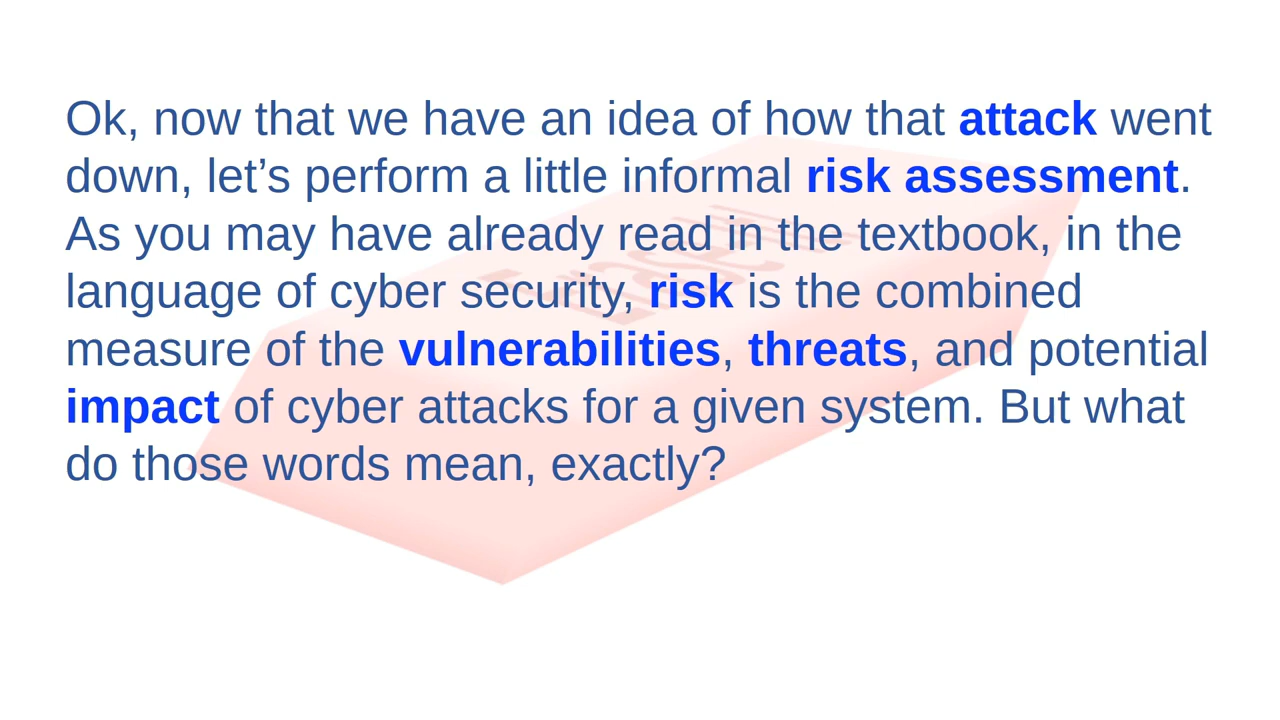 Ok, now that we have an idea of how that attack went
down, let’s perform a little informal risk assessment.
As you may have already read in the textbook, in the
language of cyber security, risk is the combined
measure of the vulnerabilities, threats, and potential
impact of cyber attacks for a given system. But what
do those words mean, exactly?